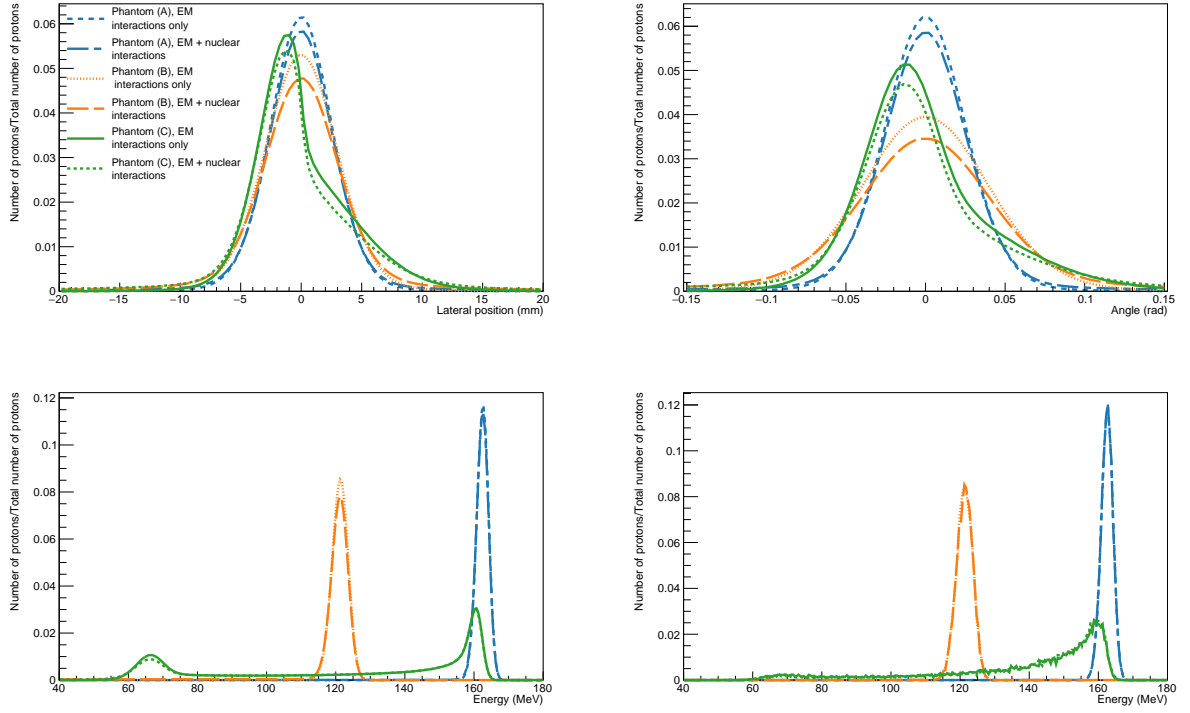 Number of protons/Total number of protons
0.06
0.05
0.04
0.03
0.02
0.01
0
Phantom (A), EM
interactions only
Phantom (A), EM + nuclear
interactions
Phantom (B), EM
interactions only
Phantom (B), EM + nuclear
interactions
Phantom (C), EM
interactions only
Phantom (C), EM + nuclear
interactions
−20 −15 −10 −5 0 5 10 15 20
Lateral position (mm)
Number of protons/Total number of protons
0.06
0.05
0.04
0.03
0.02
0.01
0
−0.15 −0.1 −0.05 0 0.05 0.1 0.15
Angle (rad)
Number of protons/Total number of protons
0.12
0.1
0.08
0.06
0.04
0.02
0
40 60 80 100 120 140 160 180
Energy (MeV)
Number of protons/Total number of protons
0.12
0.1
0.08
0.06
0.04
0.02
0
40 60 80 100 120 140 160 180
Energy (MeV)